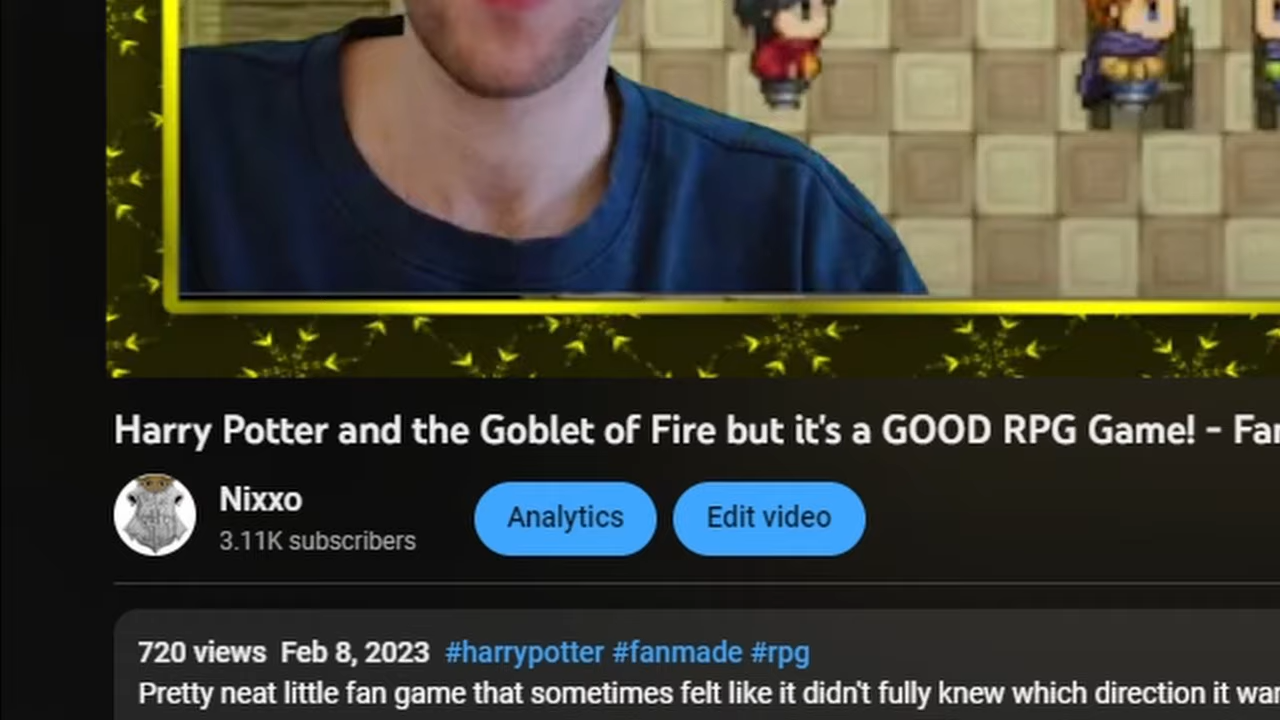 Harry Potter and the Goblet of Fire but it's a GOOD RPG Game! - Fan
Nixxo
3.11K subscribers
Analytics
Edit video
720 views Feb 8, 2023 #harrypotter #fanmade #rpg
Pretty neat little fan game that sometimes felt like it didn't fully knew which direction it